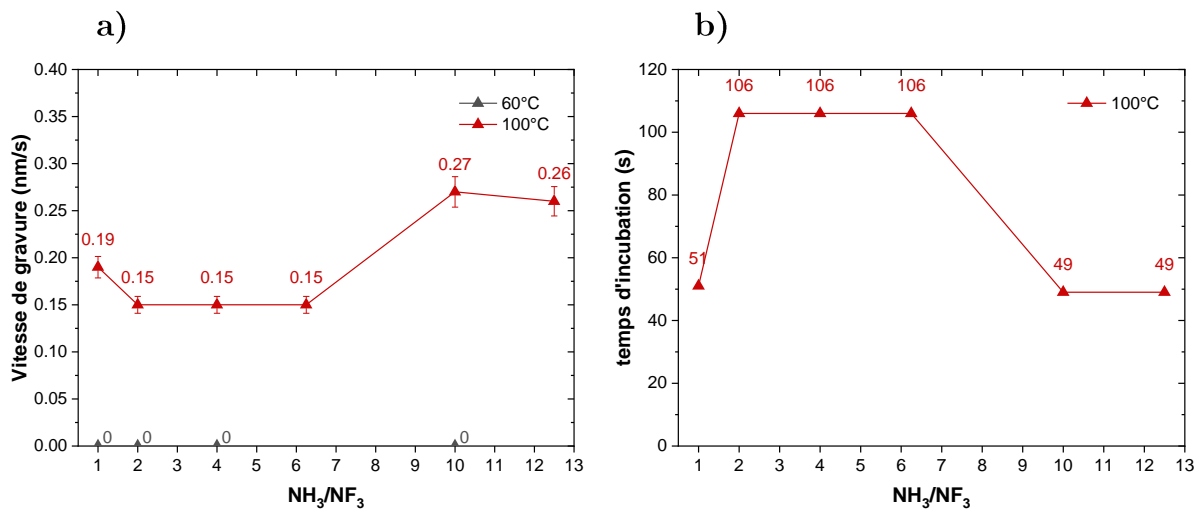 a)
Vitesse de gravure (nm/s)
0.40
0.35
0.30
0.25
0.20
0.15
0.10
0.05
0.00
60°C
100°C
0.19
0.15
0.15
0.15
0.27
0.26
0
0
0
0
1 2 3 4 5 6 7 8 9 10 11 12 13
NH₃/NF₃
b)
temps d'incubation (s)
120
100
80
60
40
20
0
100°C
51
106
106
106
49
49
1 2 3 4 5 6 7 8 9 10 11 12 13
NH₃/NF₃